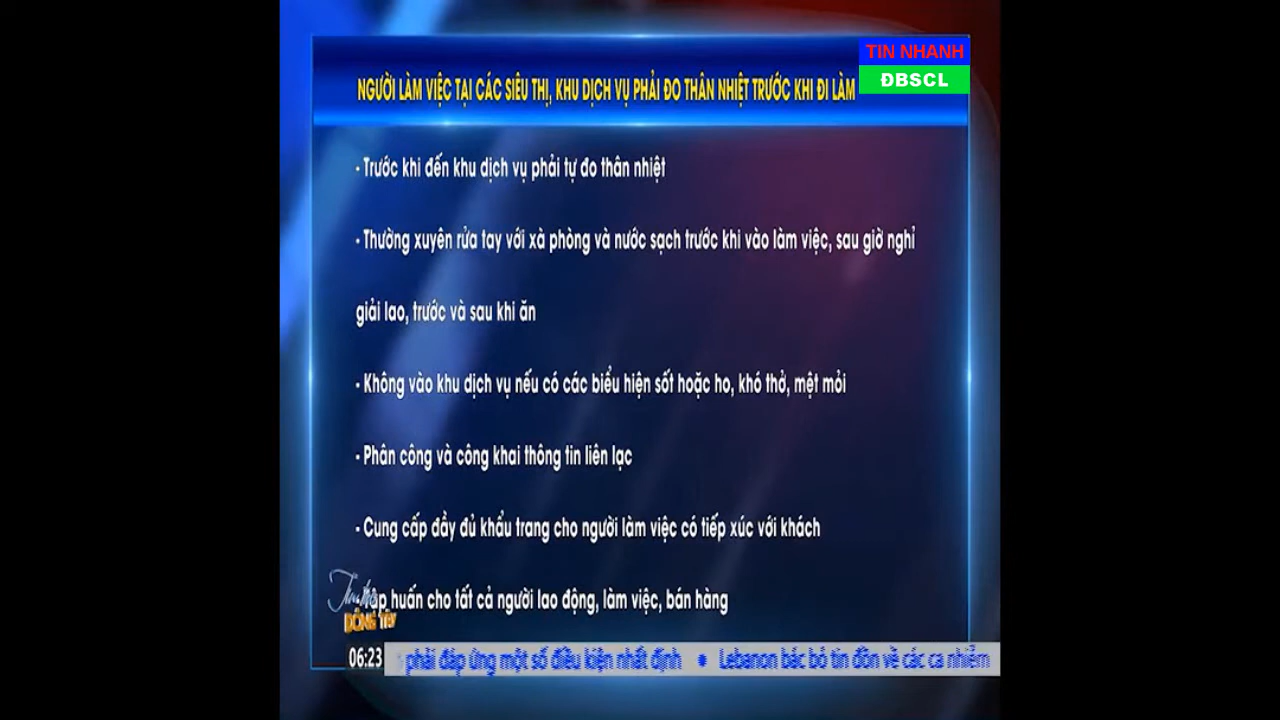 TIN NHANH
ĐBSCL
NGƯỜI LÀM VIỆC TẠI CÁC SIÊU THỊ, KHU DỊCH VỤ PHẢI ĐO THÂN NHIỆT TRƯỚC KHI ĐI LÀM
- Trước khi đến khu dịch vụ phải tự đo thân nhiệt
- Thường xuyên rửa tay với xà phòng và nước sạch trước khi vào làm việc, sau giờ nghỉ
giải lao, trước và sau khi ăn
- Không vào khu dịch vụ nếu có các biểu hiện sốt hoặc ho, khó thở, mệt mỏi
- Phân công và công khai thông tin liên lạc
- Cung cấp đầy đủ khẩu trang cho người làm việc có tiếp xúc với khách
huấn cho tất cả người lao động, làm việc, bán hàng
06:23 phải đáp ứng một số điều kiện nhất định • Lebanon bác bỏ tin đồn về các ca nhiễm